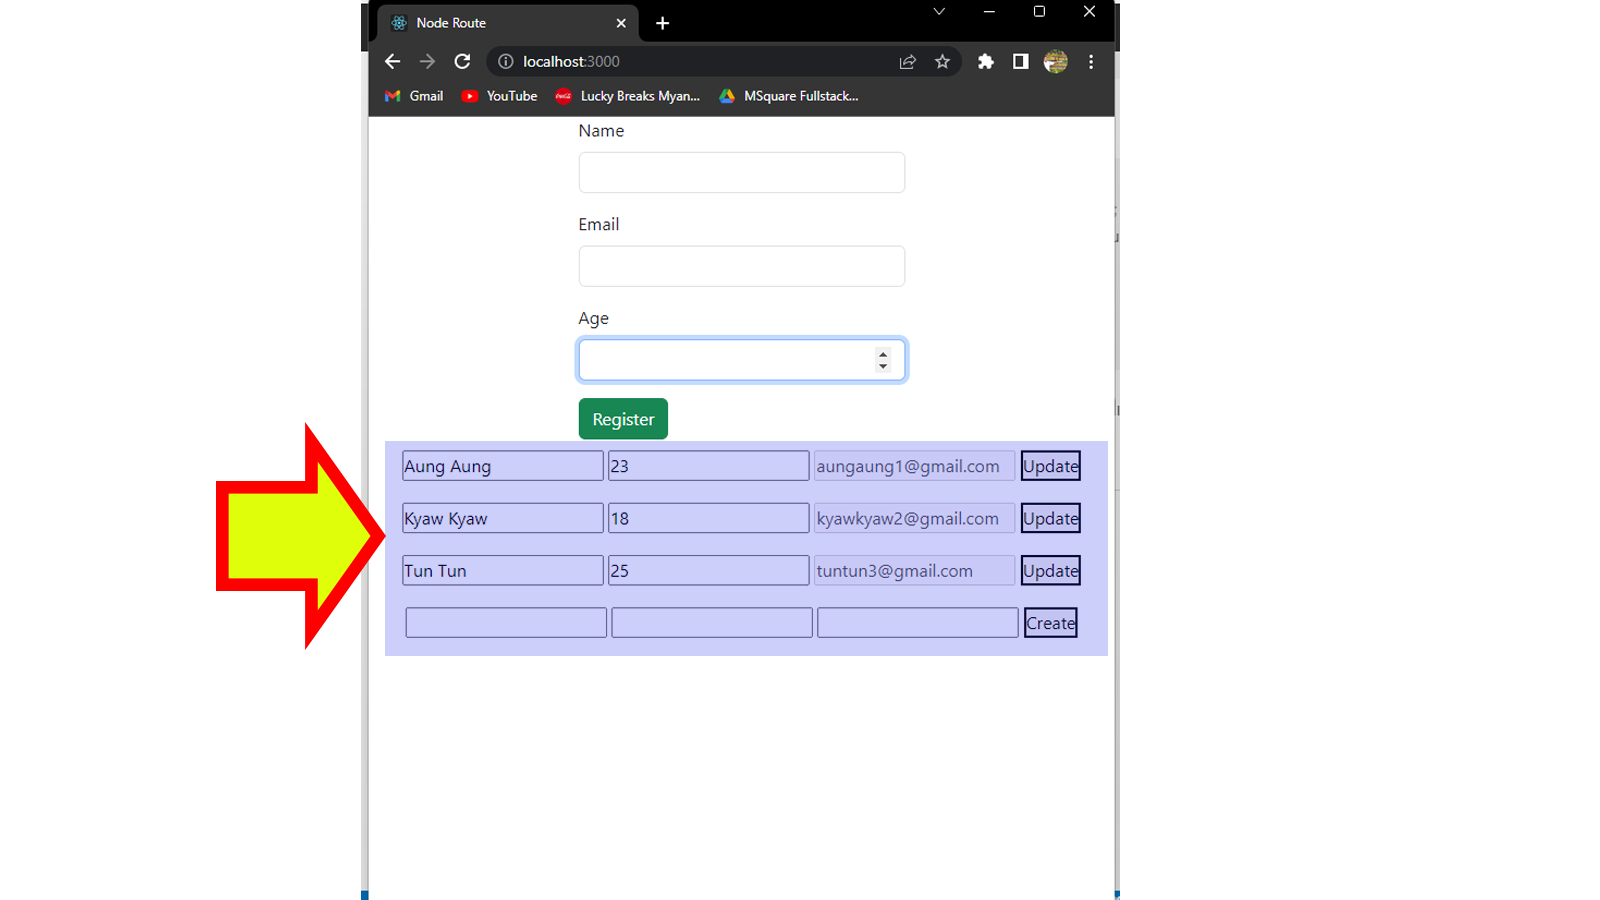 Node Route
localhost:3000
Gmail YouTube Lucky Breaks Myan... MSquare Fullstack...
Name
Email
Age
Register
Aung Aung 23 aungaung1@gmail.com Update
Kyaw Kyaw 18 kyawkyaw2@gmail.com Update
Tun Tun 25 tuntun3@gmail.com Update
Create